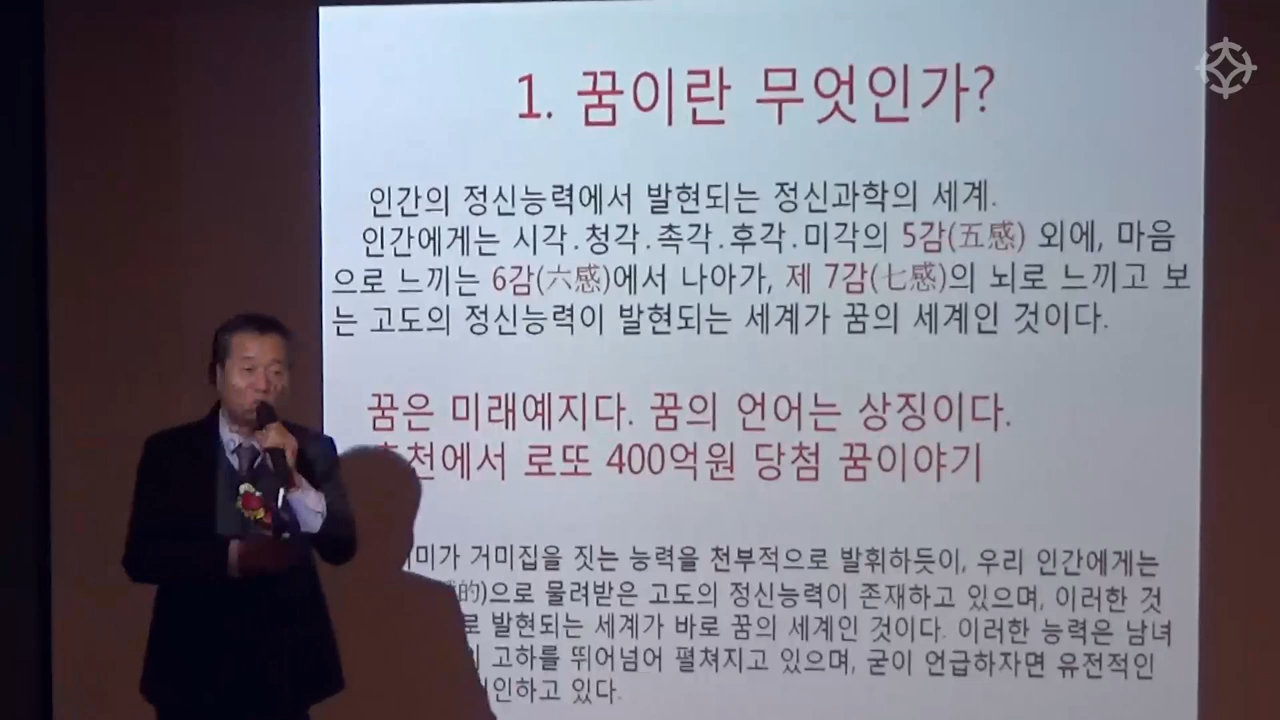 1. 꿈이란 무엇인가?
인간의 정신능력에서 발현되는 정신과학의 세계.
인간에게는 시각.청각.촉각.후각.미각의 5감(五感) 외에, 마음
으로 느끼는 6감(六感)에서 나아가, 제 7감(七感)의 뇌로 느끼고 보
는 고도의 정신능력이 발현되는 세계가 꿈의 세계인 것이다.
꿈은 미래예지다. 꿈의 언어는 상징이다.
로또 400억원 당첨 꿈이야기
거미집을 짓는 능력을 천부적으로 발휘하듯이, 우리 인간에게는
的)으로 물려받은 고도의 정신능력이 존재하고 있으며, 이러한 것
로 발현되는 세계가 바로 꿈의 세계인 것이다. 이러한 능력은 남녀
고하를 뛰어넘어 펼쳐지고 있으며, 굳이 언급하자면 유전적인
있다.